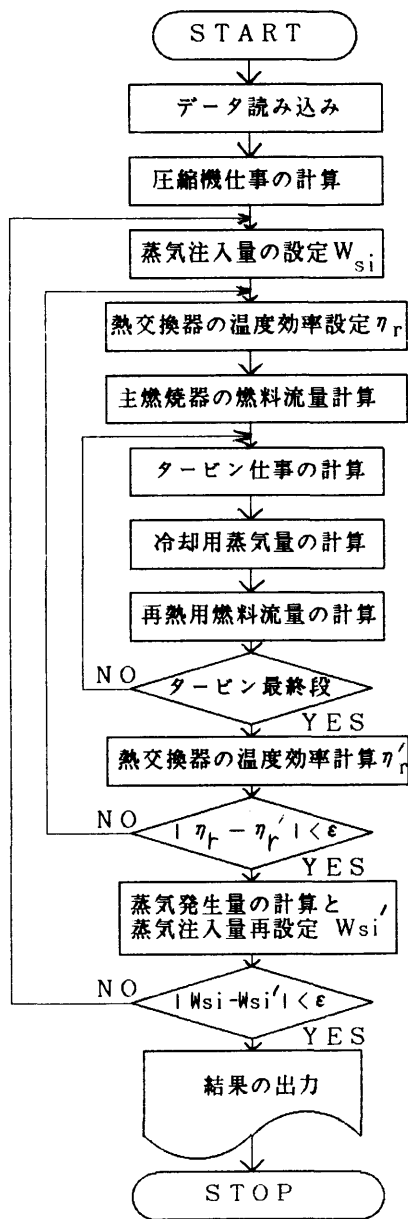 START
データ読み込み
圧縮機仕事の計算
蒸気注入量の設定Wsi
熱交換器の温度効率設定ηr
主燃焼器の燃料流量計算
タービン仕事の計算
冷却用蒸気量の計算
再熱用燃料流量の計算
NO
タービン最終段
YES
熱交換器の温度効率計算η'r
NO
| ηr − ηr' | < ε
YES
蒸気発生量の計算と
蒸気注入量再設定 Wsi'
NO
| Wsi-Wsi' | < ε
YES
結果の出力
STOP